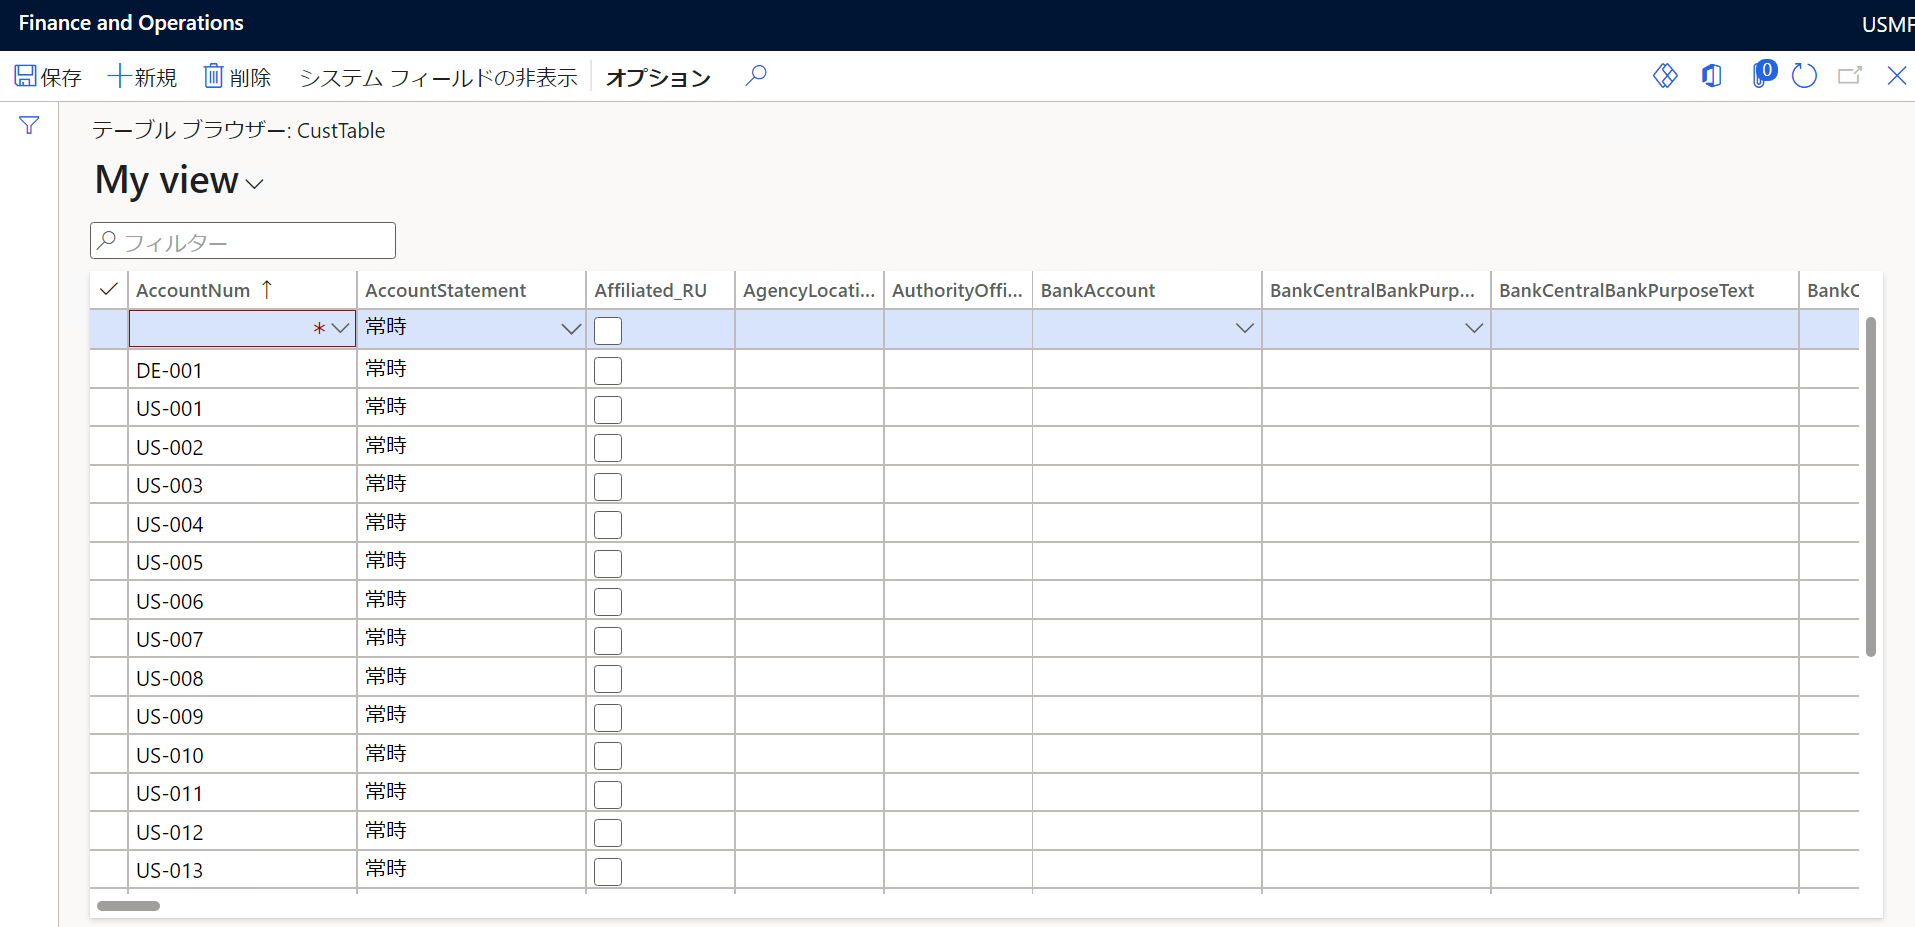 Finance and Operations
USMF
保存 新規 削除 システム フィールドの非表示 オプション 0
テーブル ブラウザー: CustTable
My view
フィルター
AccountNum ↑ AccountStatement Affiliated_RU AgencyLocati... AuthorityOffi... BankAccount BankCentralBankPurp... BankCentralBankPurposeText BankC
* 常時
DE-001 常時
US-001 常時
US-002 常時
US-003 常時
US-004 常時
US-005 常時
US-006 常時
US-007 常時
US-008 常時
US-009 常時
US-010 常時
US-011 常時
US-012 常時
US-013 常時